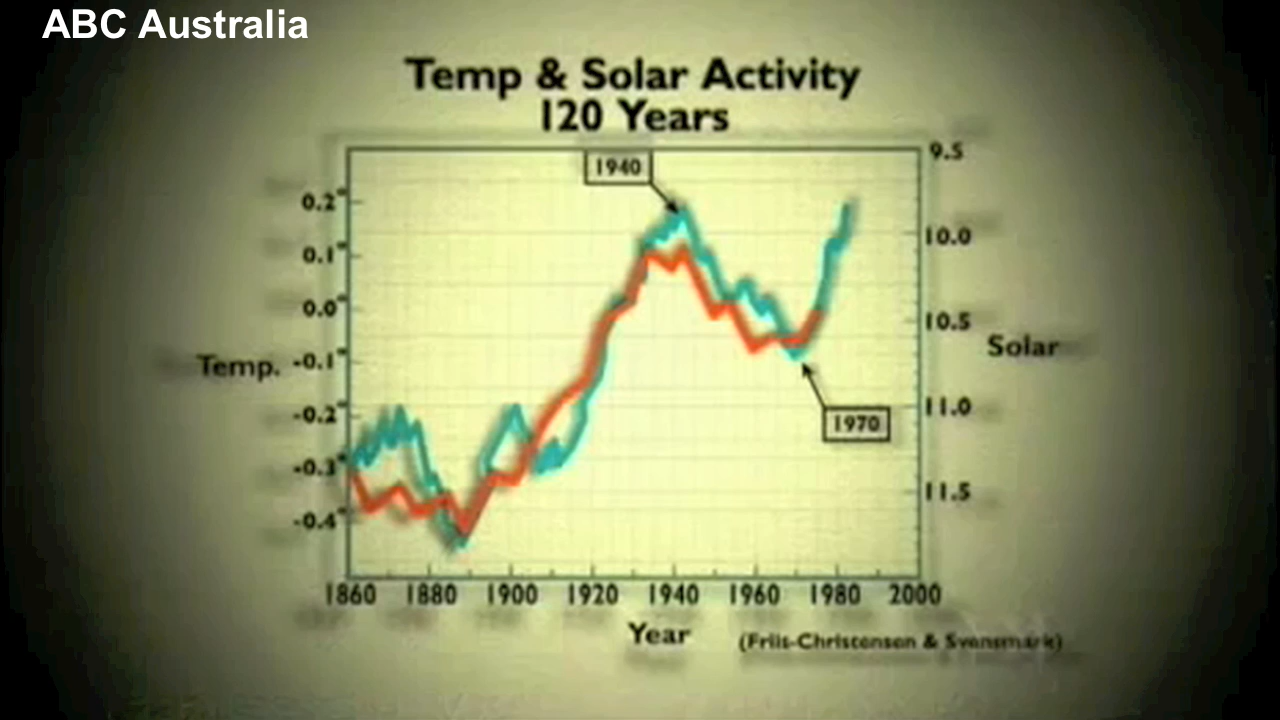 ABC Australia
Temp & Solar Activity
120 Years
1940
9.5
0.2°
10.0
0.1°
0.0°
10.5
Solar
Temp.
-0.1°
-0.2°
11.0
1970
-0.3°
11.5
-0.4°
1860 1880 1900 1920 1940 1960 1980 2000
Year
(Friis-Christensen & Svensmark)